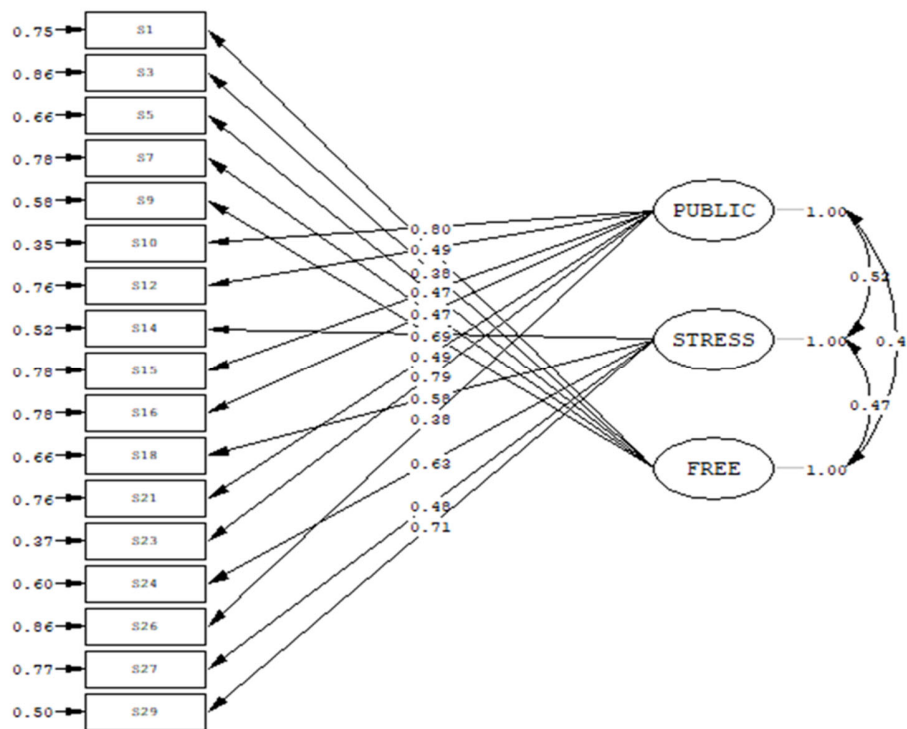 0.75 S1
0.86 S3
0.66 S5
0.78 S7
0.58 S9
0.35 S10
0.76 S12
0.52 S14
0.78 S15
0.78 S16
0.66 S18
0.76 S21
0.37 S23
0.60 S24
0.86 S26
0.77 S27
0.50 S29
0.80
0.49
0.38
0.47
0.47
0.69
0.49
0.79
0.58
0.38
0.63
0.48
0.71
PUBLIC 1.00
STRESS 1.00
FREE 1.00
0.52
0.4
0.47